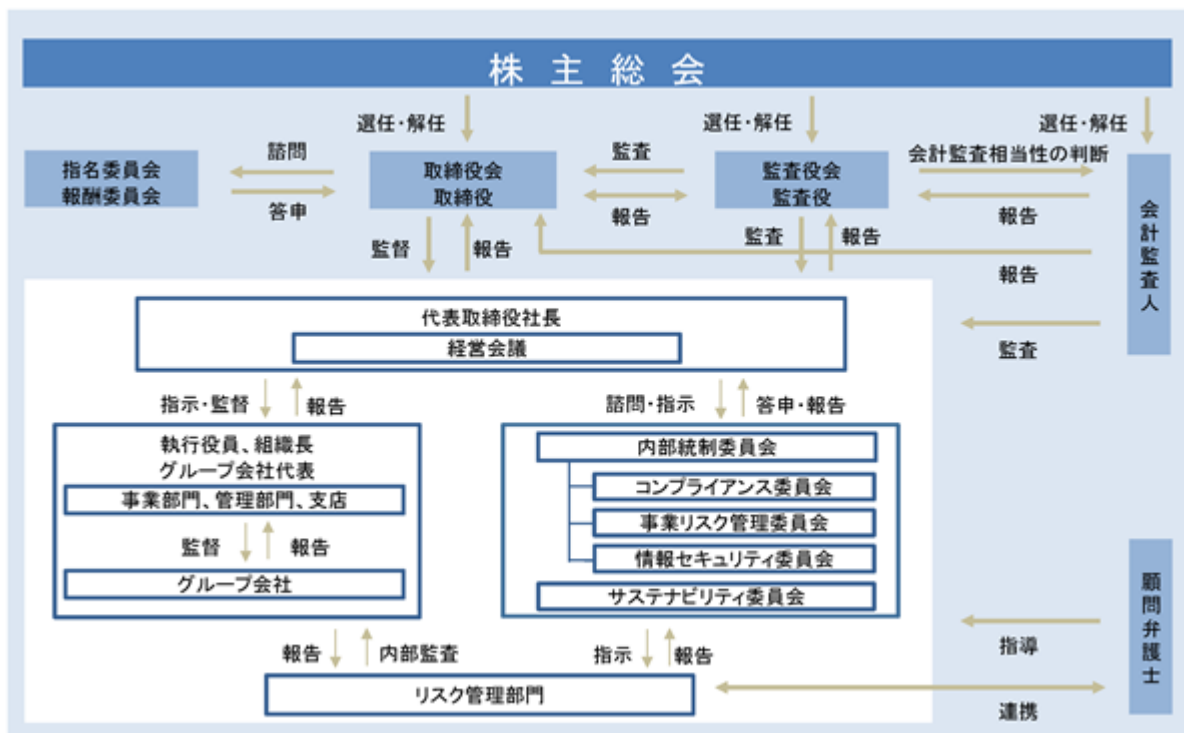 株主総会
選任・解任
選任・解任
選任・解任
指名委員会
報酬委員会
諮問
答申
取締役会
取締役
監査
報告
監査役会
監査役
会計監査相当性の判断
報告
会計監査人
監督
報告
監査
報告
報告
代表取締役社長
経営会議
監査
指示・監督
報告
諮問・指示
答申・報告
執行役員、組織長
グループ会社代表
事業部門、管理部門、支店
監督
報告
グループ会社
内部統制委員会
コンプライアンス委員会
事業リスク管理委員会
情報セキュリティ委員会
サステナビリティ委員会
顧問弁護士
指導
報告
内部監査
指示
報告
リスク管理部門
連携